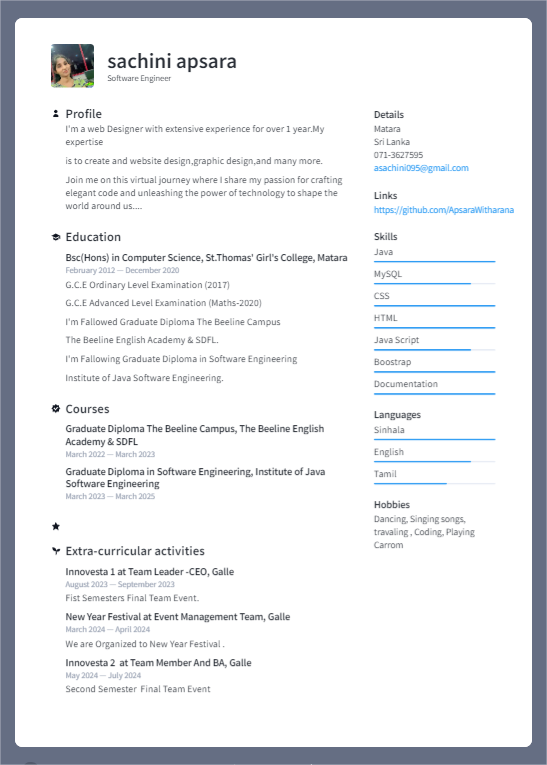 sachini apsara
Software Engineer
Profile
I'm a web Designer with extensive experience for over 1 year.My
expertise
is to create and website design,graphic design,and many more.
Join me on this virtual journey where I share my passion for crafting
elegant code and unleashing the power of technology to shape the
world around us....
Education
Bsc(Hons) in Computer Science, St.Thomas' Girl's College, Matara
February 2012 — December 2020
G.C.E Ordinary Level Examination (2017)
G.C.E Advanced Level Examination (Maths-2020)
I'm Fallowed Graduate Diploma The Beeline Campus
The Beeline English Academy & SDFL.
I'm Fallowing Graduate Diploma in Software Engineering
Institute of Java Software Engineering.
Courses
Graduate Diploma The Beeline Campus, The Beeline English
Academy & SDFL
March 2022 — March 2023
Graduate Diploma in Software Engineering, Institute of Java
Software Engineering
March 2023 — March 2025
Extra-curricular activities
Innovesta 1 at Team Leader -CEO, Galle
August 2023 — September 2023
Fist Semesters Final Team Event.
New Year Festival at Event Management Team, Galle
March 2024 — April 2024
We are Organized to New Year Festival .
Innovesta 2 at Team Member And BA, Galle
May 2024 — July 2024
Second Semester Final Team Event
Details
Matara
Sri Lanka
071-3627595
asachini095@gmail.com
Links
https://github.com/ApsaraWitharana
Skills
Java
MySQL
CSS
HTML
Java Script
Boostrap
Documentation
Languages
Sinhala
English
Tamil
Hobbies
Dancing, Singing songs,
travaling , Coding, Playing
Carrom